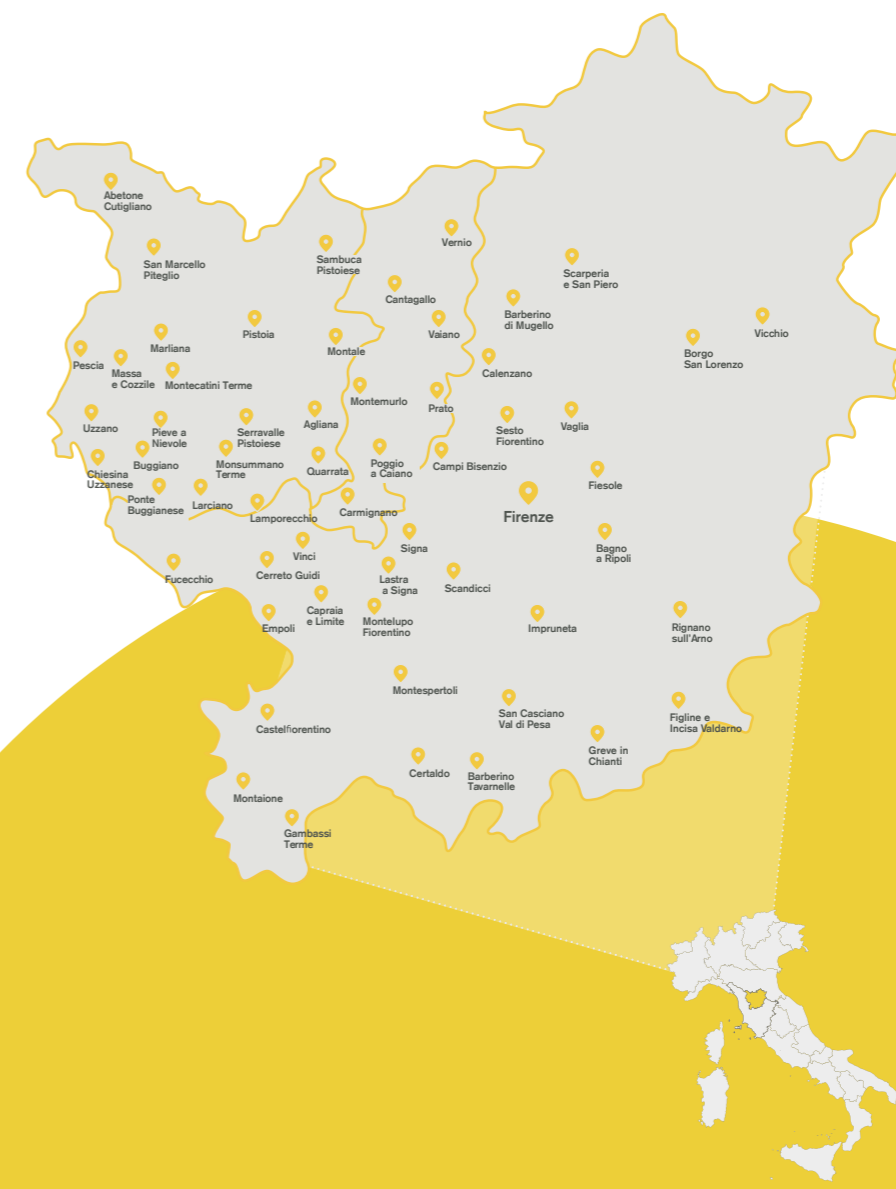 Abetone
Cutigliano
Vernio
San Marcello
Piteglio
Sambuca
Pistoiese
Scarperia
e San Piero
Cantagallo
Barberino
di Mugello
Pistoia
Vaiano
Vicchio
Marliana
Montale
Borgo
San Lorenzo
Pescia
Massa
e Cozzile
Montecatini Terme
Calenzano
Montemurlo
Prato
Uzzano
Pieve a
Nievole
Serravalle
Pistoiese
Agliana
Sesto
Fiorentino
Vaglia
Buggiano
Monsummano
Terme
Quarrata
Poggio
a Caiano
Campi Bisenzio
Chiesina
Uzzanese
Fiesole
Ponte
Buggianese
Larciano
Lamporecchio
Carmignano
Firenze
Signa
Bagno
a Ripoli
Vinci
Fucecchio
Cerreto Guidi
Lastra
a Signa
Scandicci
Capraia
e Limite
Montelupo
Fiorentino
Empoli
Impruneta
Rignano
sull'Arno
Montespertoli
Castelfiorentino
San Casciano
Val di Pesa
Figline e
Incisa Valdarno
Greve in
Chianti
Certaldo
Barberino
Tavarnelle
Montaione
Gambassi
Terme